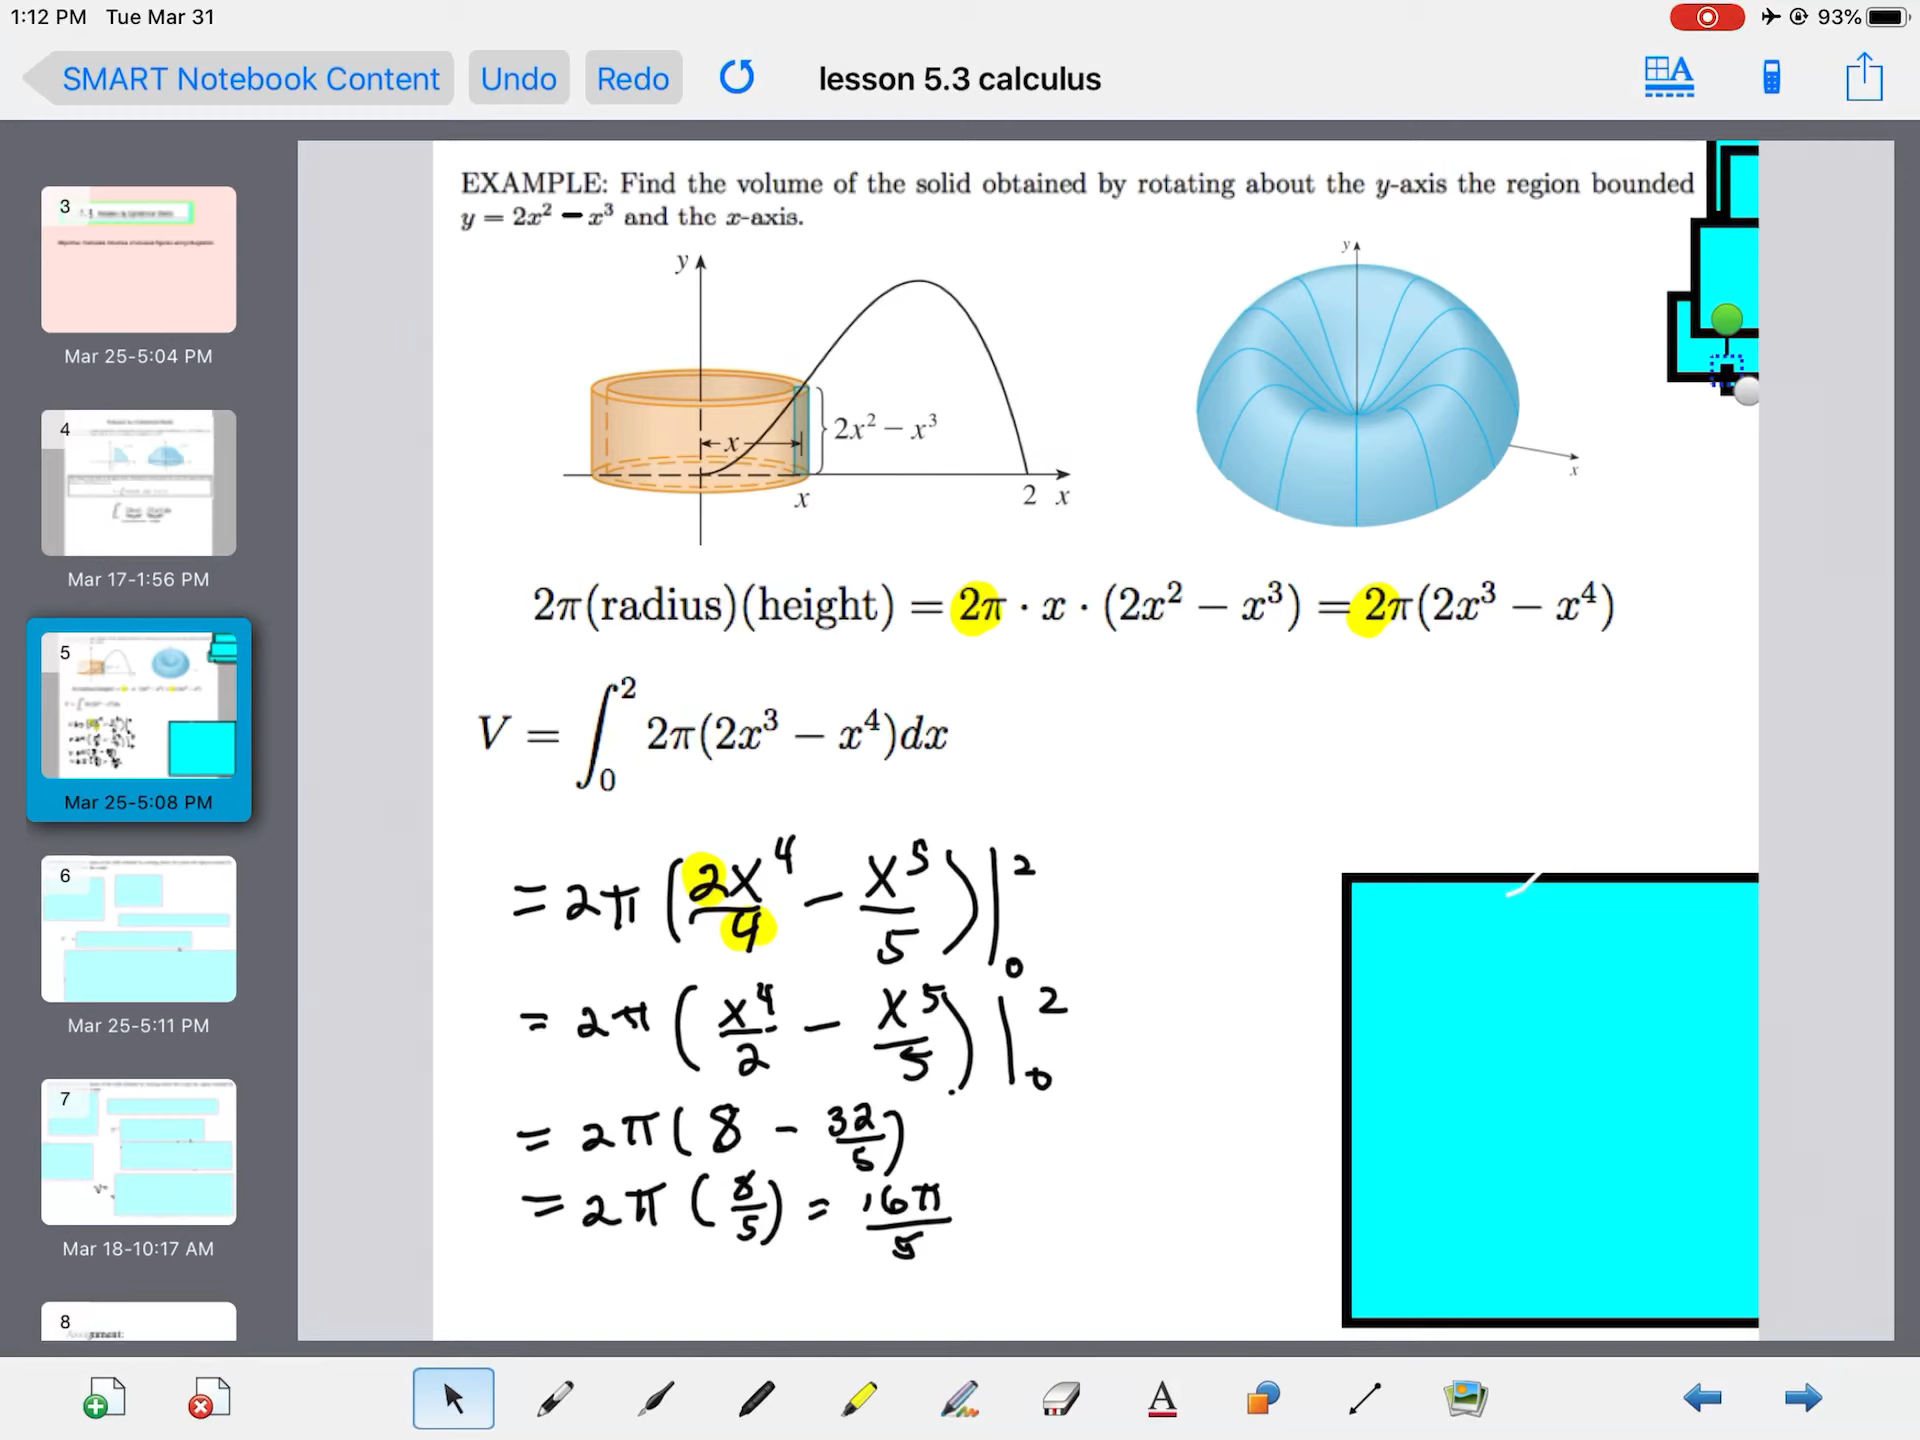 1:12 PM Tue Mar 31
93%
SMART Notebook Content Undo Redo lesson 5.3 calculus
3
Mar 25-5:04 PM
4
Mar 17-1:56 PM
5
Mar 25-5:08 PM
6
Mar 25-5:11 PM
7
Mar 18-10:17 AM
8
EXAMPLE: Find the volume of the solid obtained by rotating about the y-axis the region bounded
y = 2x² − x³ and the x-axis.
y
x
2x² − x³
x
2 x
y
x
2π(radius)(height) = 2π · x · (2x² − x³) = 2π(2x³ − x⁴)
V = ∫₀² 2π(2x³ − x⁴)dx
= 2π (2x⁴/4 − x⁵/5)|₀²
= 2π (x⁴/2 − x⁵/5)|₀²
= 2π(8 − 32/5)
= 2π (8/5) = 16π/5
A